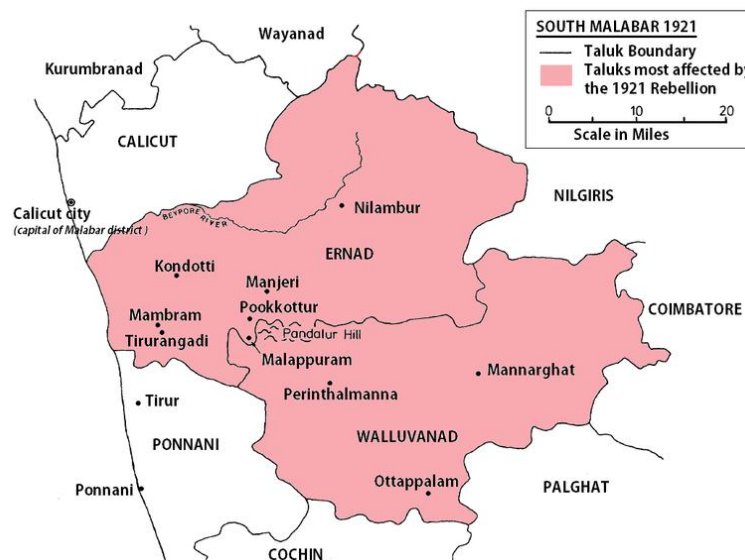 SOUTH MALABAR 1921
Taluk Boundary
Taluks most affected by
the 1921 Rebellion
0 10 20
Scale in Miles
Wayanad
Kurumbranad
CALICUT
NILGIRIS
Calicut city
(capital of Malabar district)
BEYPORE RIVER
Nilambur
ERNAD
Kondotti
Manjeri
COIMBATORE
Pookkottur
Mambram
Tirurangadi
Pandalur Hill
Malappuram
Mannarghat
Perinthalmanna
Tirur
WALLUVANAD
PONNANI
Ottappalam
PALGHAT
Ponnani
COCHIN